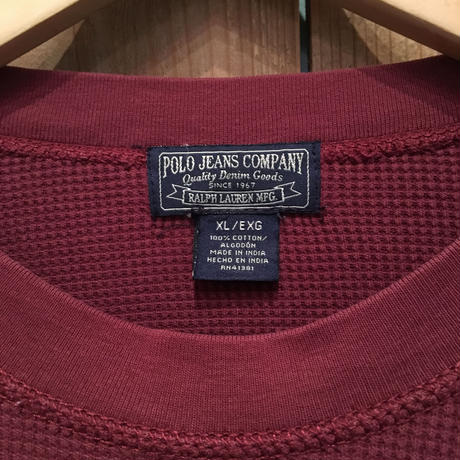 POLO JEANS COMPANY
Quality Denim Goods
SINCE 1967
RALPH LAUREN MFG.
XL/EXG
100% COTTON/
ALGODÓN
MADE IN INDIA
HECHO EN INDIA
RN41381